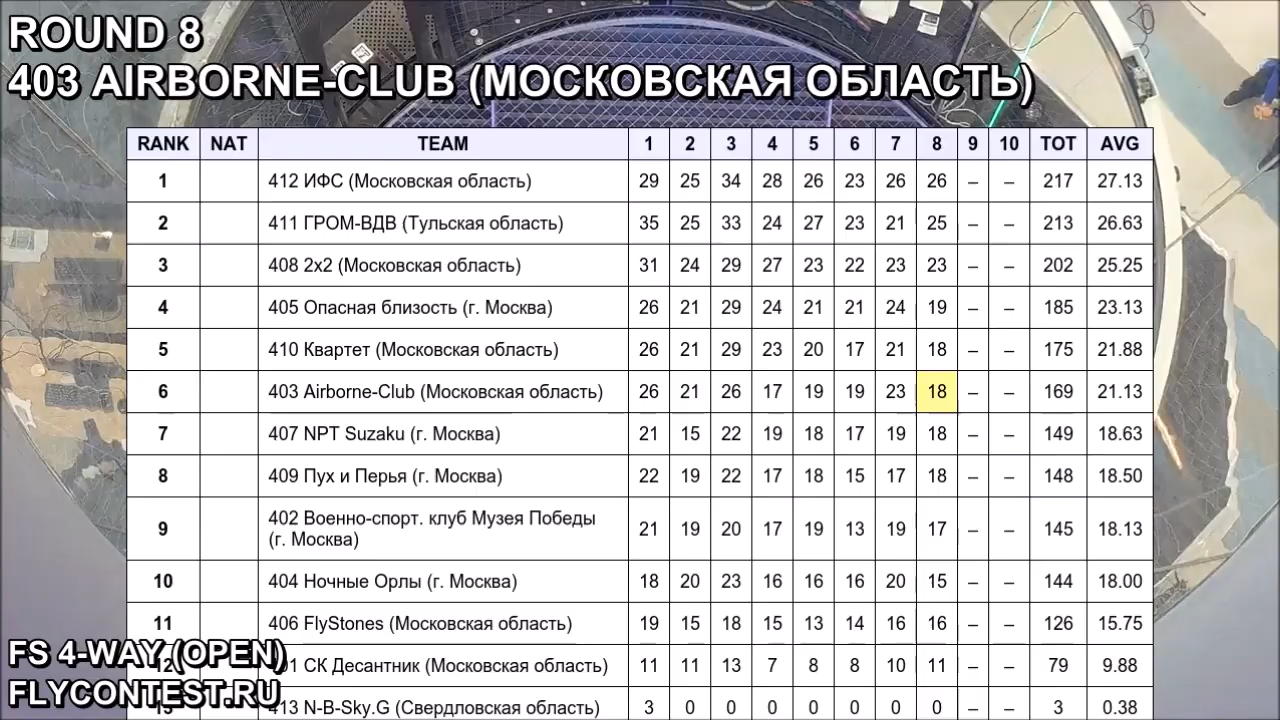 ROUND 8
403 AIRBORNE-CLUB (МОСКОВСКАЯ ОБЛАСТЬ)
RANK NAT TEAM 1 2 3 4 5 6 7 8 9 10 TOT AVG
1 412 ИФС (Московская область) 29 25 34 28 26 23 26 26 – – 217 27.13
2 411 ГРОМ-ВДВ (Тульская область) 35 25 33 24 27 23 21 25 – – 213 26.63
3 408 2x2 (Московская область) 31 24 29 27 23 22 23 23 – – 202 25.25
4 405 Опасная близость (г. Москва) 26 21 29 24 21 21 24 19 – – 185 23.13
5 410 Квартет (Московская область) 26 21 29 23 20 17 21 18 – – 175 21.88
6 403 Airborne-Club (Московская область) 26 21 26 17 19 19 23 18 – – 169 21.13
7 407 NPT Suzaku (г. Москва) 21 15 22 19 18 17 19 18 – – 149 18.63
8 409 Пух и Перья (г. Москва) 22 19 22 17 18 15 17 18 – – 148 18.50
9 402 Военно-спорт. клуб Музея Победы
(г. Москва) 21 19 20 17 19 13 19 17 – – 145 18.13
10 404 Ночные Орлы (г. Москва) 18 20 23 16 16 16 20 15 – – 144 18.00
11 406 FlyStones (Московская область) 19 15 18 15 13 14 16 16 – – 126 15.75
СК Десантник (Московская область) 11 11 13 7 8 8 10 11 – – 79 9.88
413 N-B-Sky.G (Свердловская область) 3 0 0 0 0 0 0 0 – – 3 0.38
FS 4-WAY (OPEN)
FLYCONTEST.RU